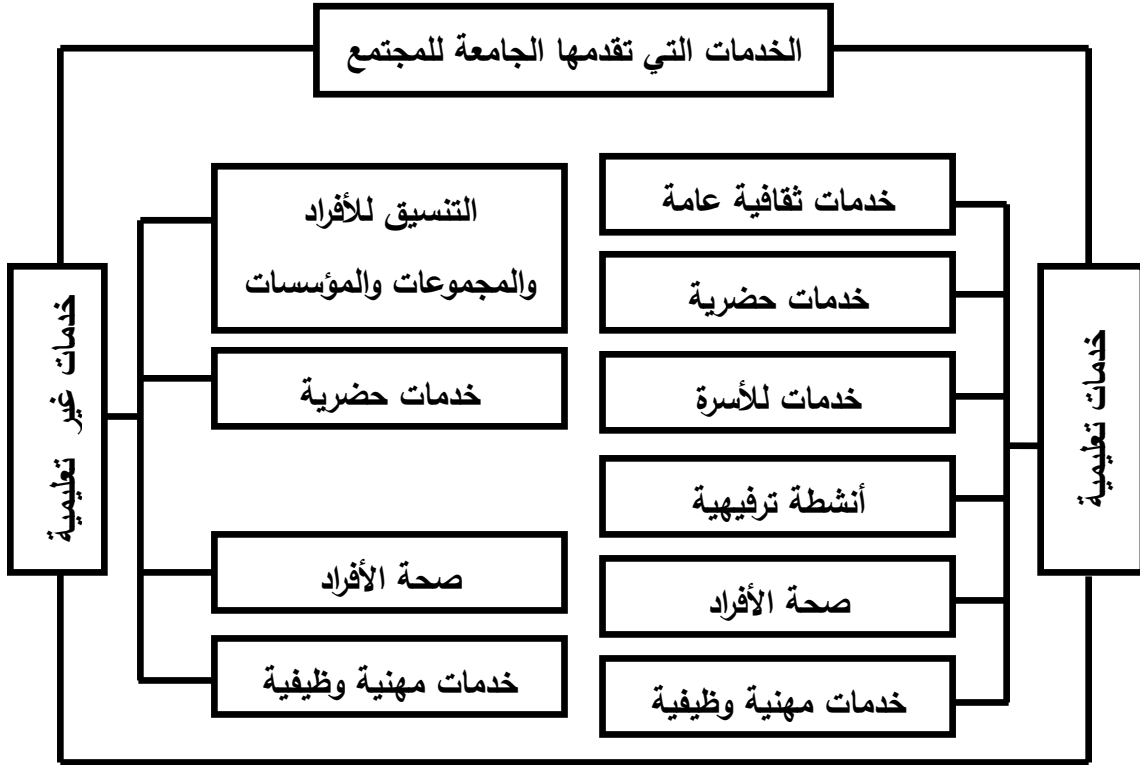 الخدمات التي تقدمها الجامعة للمجتمع
خدمات تعليمية
خدمات ثقافية عامة
خدمات حضرية
خدمات للأسرة
أنشطة ترفيهية
صحة الأفراد
خدمات مهنية وظيفية
خدمات غير تعليمية
التنسيق للأفراد
والمجموعات والمؤسسات
خدمات حضرية
صحة الأفراد
خدمات مهنية وظيفية